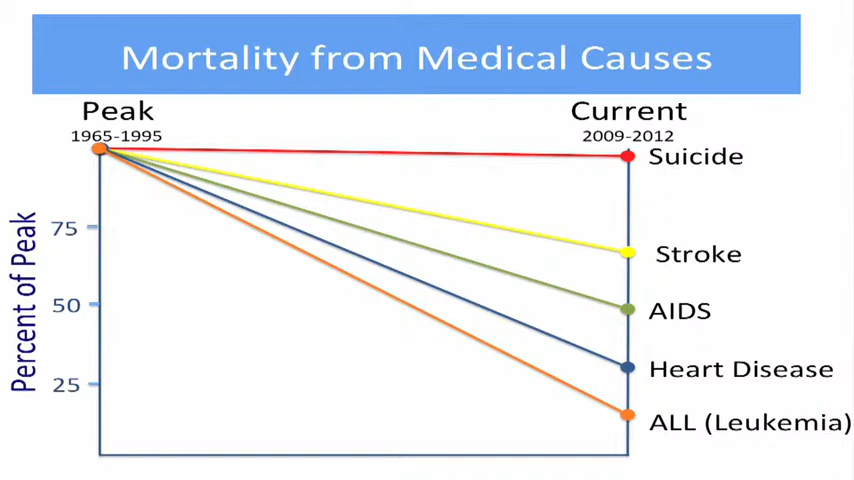 Mortality from Medical Causes
Peak
1965-1995
Current
2009-2012
Percent of Peak
75
50
25
Suicide
Stroke
AIDS
Heart Disease
ALL (Leukemia)